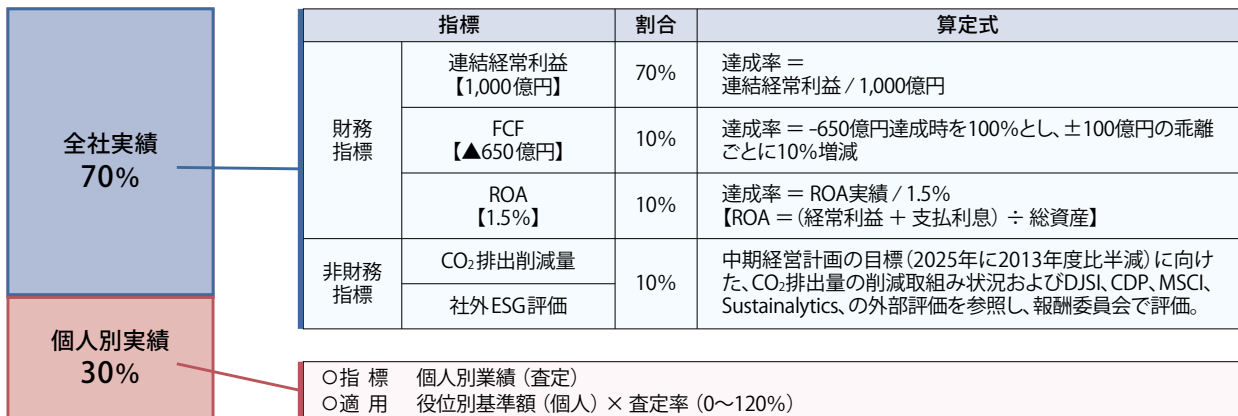 全社実績
70%
個人別実績
30%
指標 割合 算定式
財務
指標
連結経常利益
【1,000億円】
70%
達成率 =
連結経常利益 / 1,000億円
FCF
【▲650億円】
10%
達成率 = -650億円達成時を100%とし、±100億円の乖離
ごとに10%増減
ROA
【1.5%】
10%
達成率 = ROA実績 / 1.5%
【ROA =(経常利益 + 支払利息) ÷ 総資産】
非財務
指標
CO₂排出削減量
社外ESG評価
10%
中期経営計画の目標(2025年に2013年度比半減)に向け
た、CO₂排出量の削減取組み状況およびDJSI、CDP、MSCI、
Sustainalytics、の外部評価を参照し、報酬委員会で評価。
○指 標 個人別業績(査定)
○適 用 役位別基準額(個人)× 査定率(0〜120%)